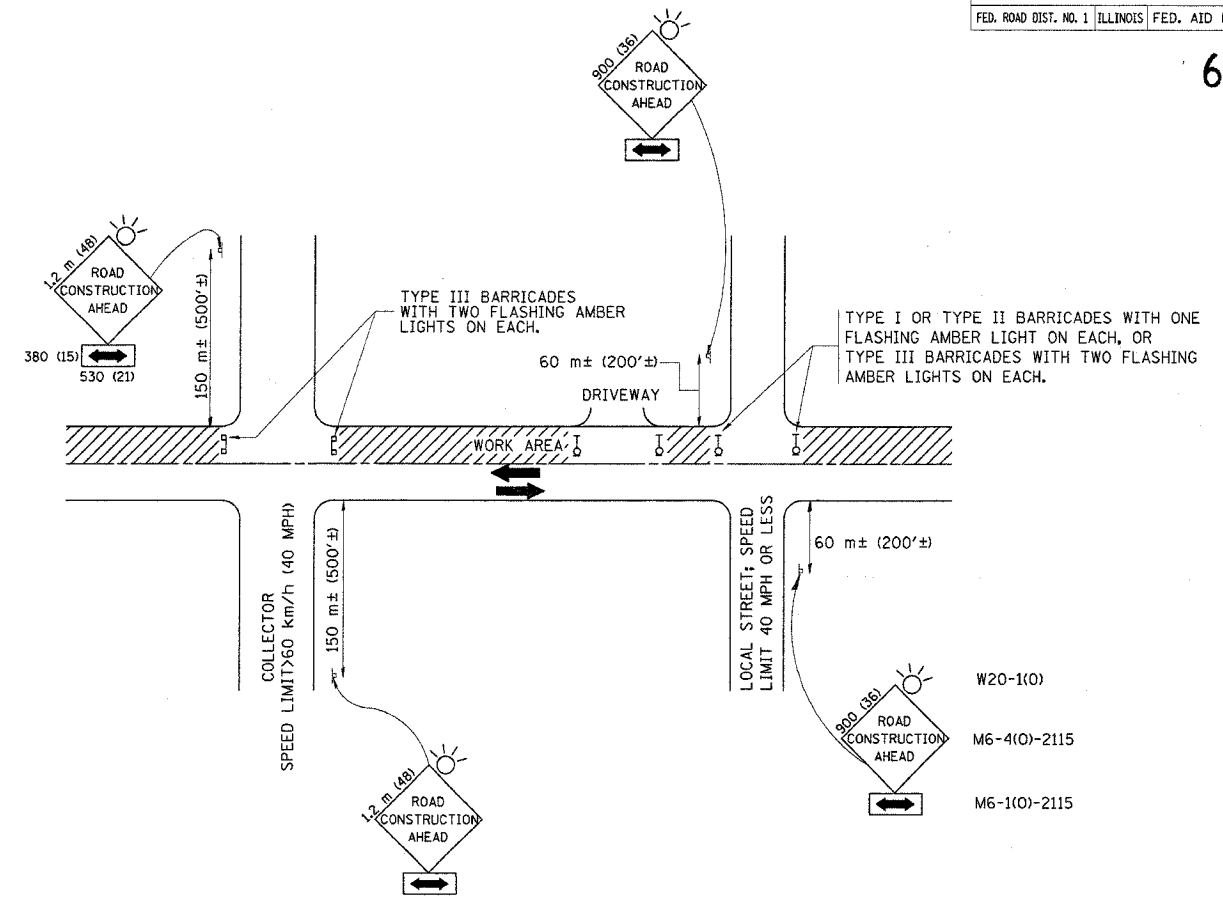 FED. ROAD DIST. NO. 1 ILLINOIS FED. AID
6
900 (36)
ROAD
CONSTRUCTION
AHEAD
1.2 m (48)
ROAD
CONSTRUCTION
AHEAD
380 (15)
530 (21)
150 m± (500'±)
TYPE III BARRICADES
WITH TWO FLASHING AMBER
LIGHTS ON EACH.
60 m± (200'±)
DRIVEWAY
TYPE I OR TYPE II BARRICADES WITH ONE
FLASHING AMBER LIGHT ON EACH, OR
TYPE III BARRICADES WITH TWO FLASHING
AMBER LIGHTS ON EACH.
WORK AREA
COLLECTOR
SPEED LIMIT>60 km/h (40 MPH)
150 m± (500'±)
LOCAL STREET; SPEED
LIMIT 40 MPH OR LESS
60 m± (200'±)
1.2 m (48)
ROAD
CONSTRUCTION
AHEAD
900 (36)
ROAD
CONSTRUCTION
AHEAD
W20-1(O)
M6-4(O)-2115
M6-1(O)-2115